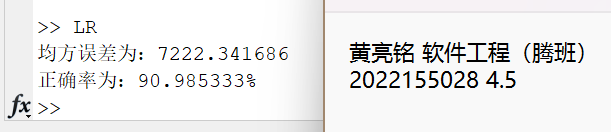 >> LR
均方误差为：7222.341686
正确率为：90.985333%
fx >>
黄亮铭 软件工程（腾班）
2022155028 4.5